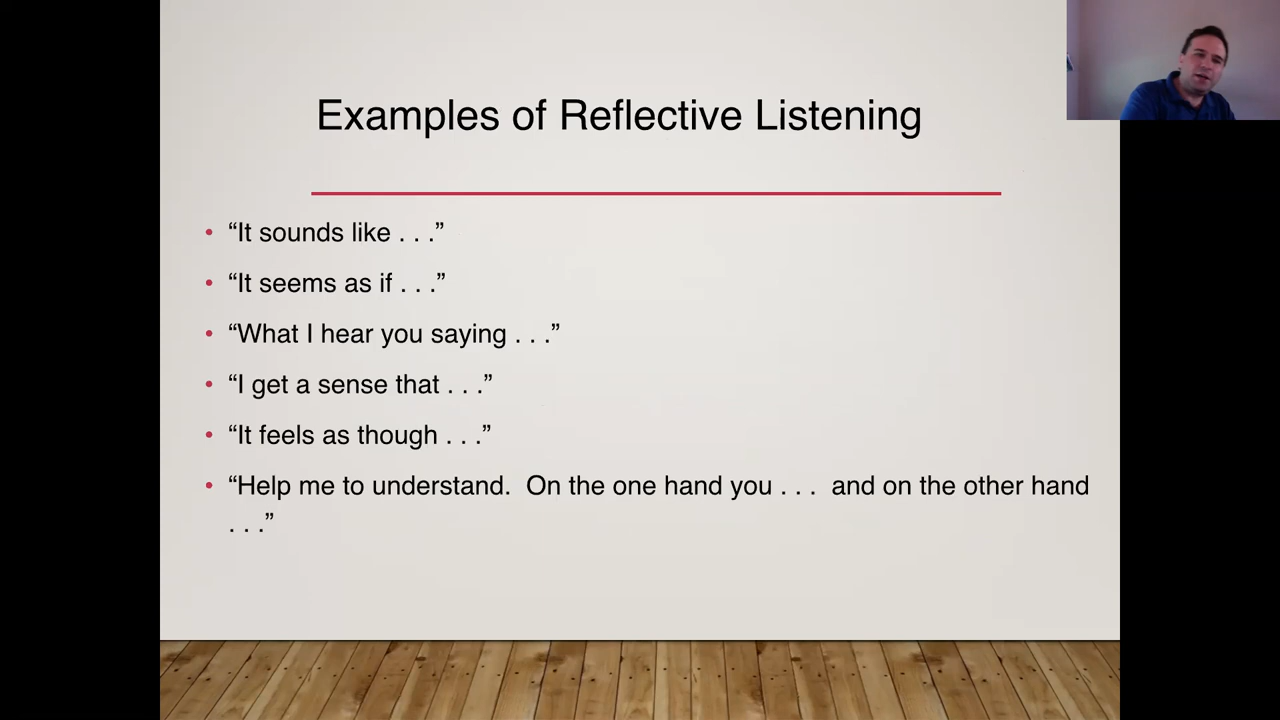 Examples of Reflective Listening
• “It sounds like . . .”
• “It seems as if . . .”
• “What I hear you saying . . .”
• “I get a sense that . . .”
• “It feels as though . . .”
• “Help me to understand.  On the one hand you . . .  and on the other hand
. . .”